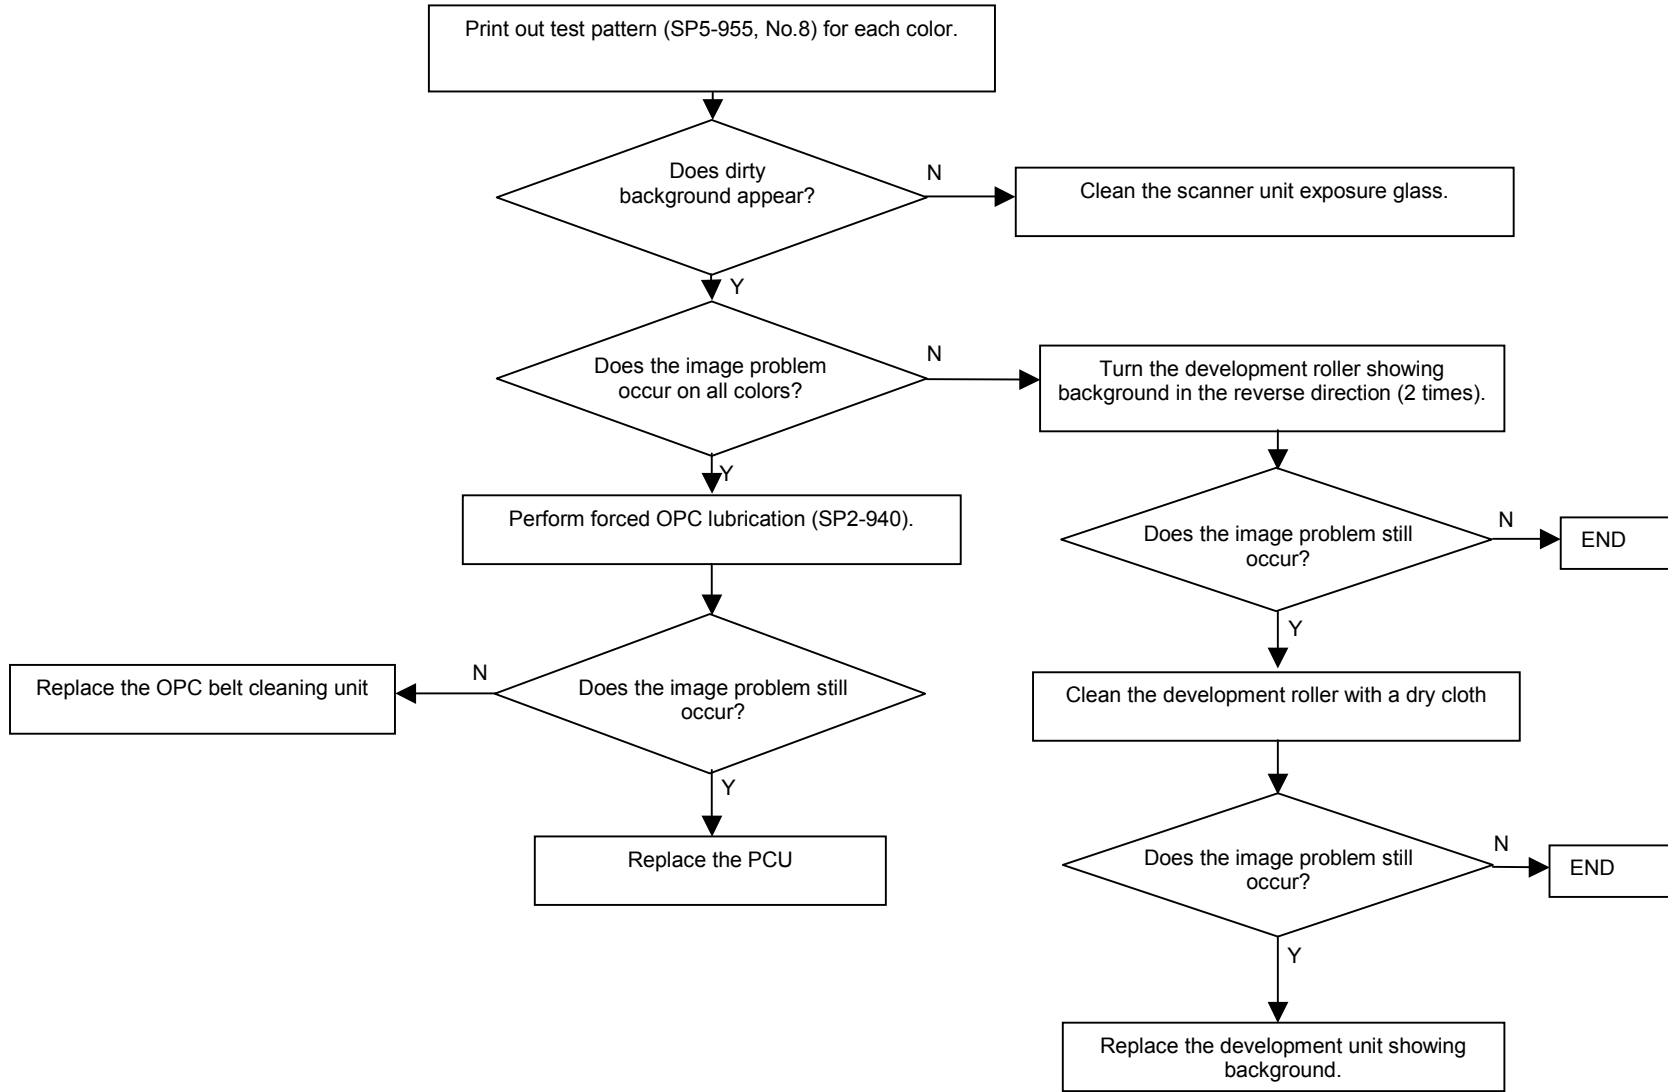 Print out test pattern (SP5-955, No.8) for each color.
Does dirty
background appear?
N
Clean the scanner unit exposure glass.
Y
Does the image problem
occur on all colors?
N
Turn the development roller showing
background in the reverse direction (2 times).
Y
Perform forced OPC lubrication (SP2-940).
Does the image problem still
occur?
N
END
Y
Replace the OPC belt cleaning unit
N
Does the image problem still
occur?
Clean the development roller with a dry cloth
Y
Replace the PCU
Does the image problem still
occur?
N
END
Y
Replace the development unit showing
background.